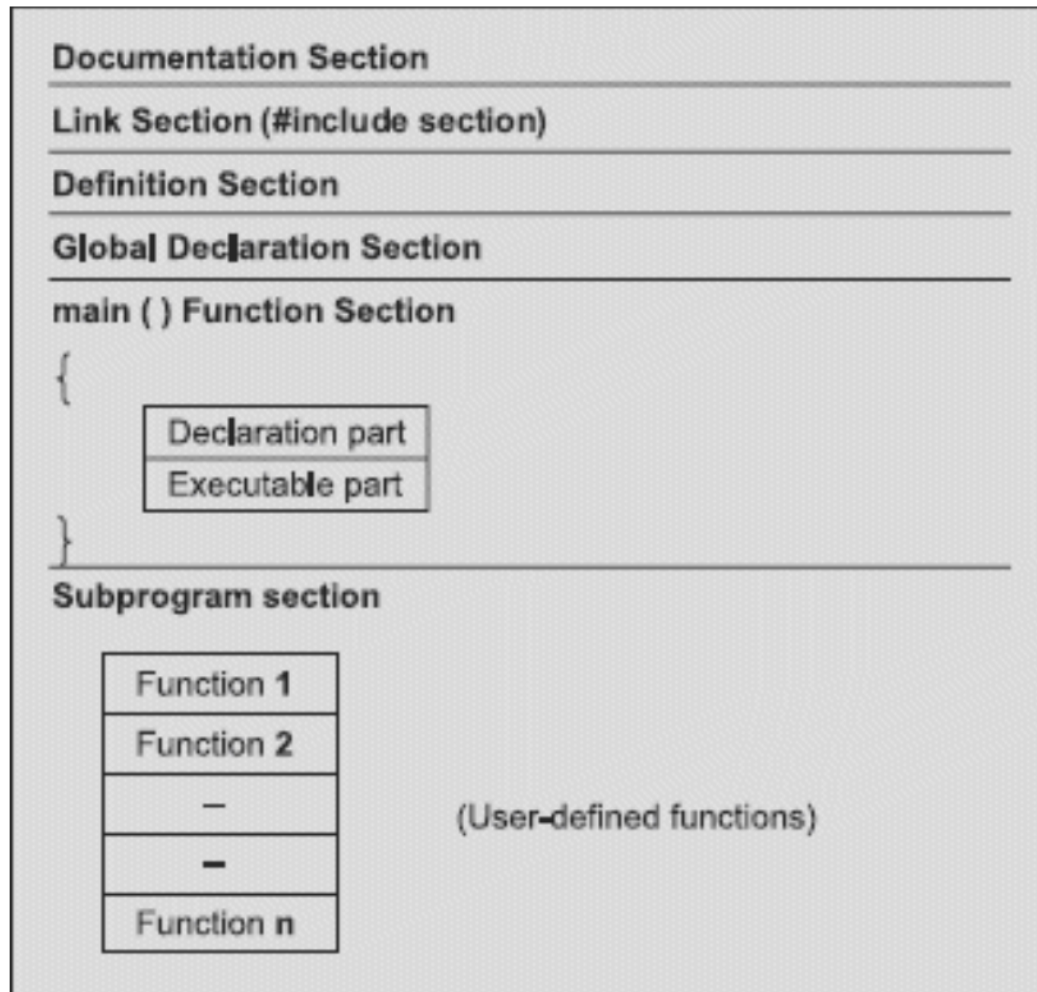 Documentation Section
Link Section (#include section)
Definition Section
Global Declaration Section
main ( ) Function Section
{
Declaration part
Executable part
}
Subprogram section
Function 1
Function 2
–
–
(User-defined functions)
Function n